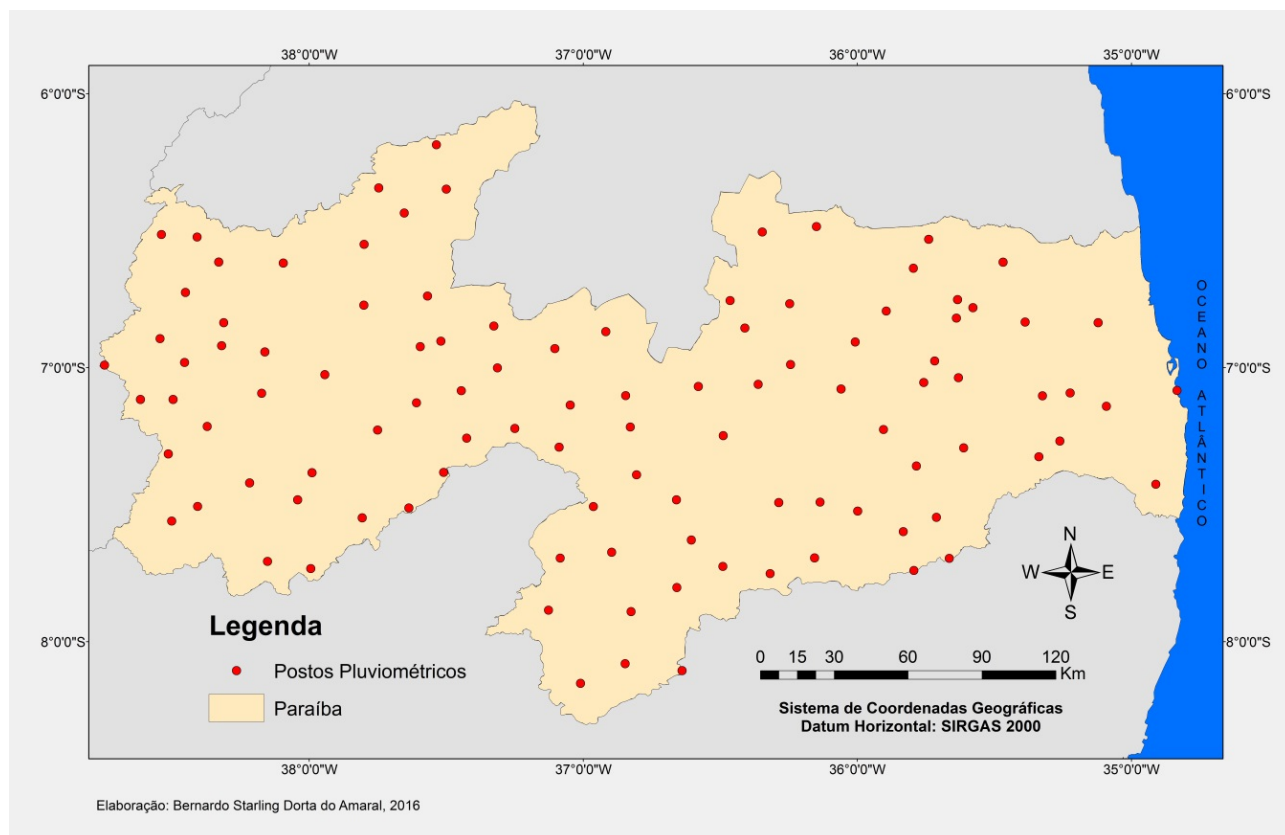 38°0'0"W 37°0'0"W 36°0'0"W 35°0'0"W
6°0'0"S 6°0'0"S
7°0'0"S 7°0'0"S
OCEANO ATLÂNTICO
N
W E
S
8°0'0"S 8°0'0"S
Legenda
Postos Pluviométricos
Paraíba
0 15 30 60 90 120
Km
Sistema de Coordenadas Geográficas
Datum Horizontal: SIRGAS 2000
38°0'0"W 37°0'0"W 36°0'0"W 35°0'0"W
Elaboração: Bernardo Starling Dorta do Amaral, 2016